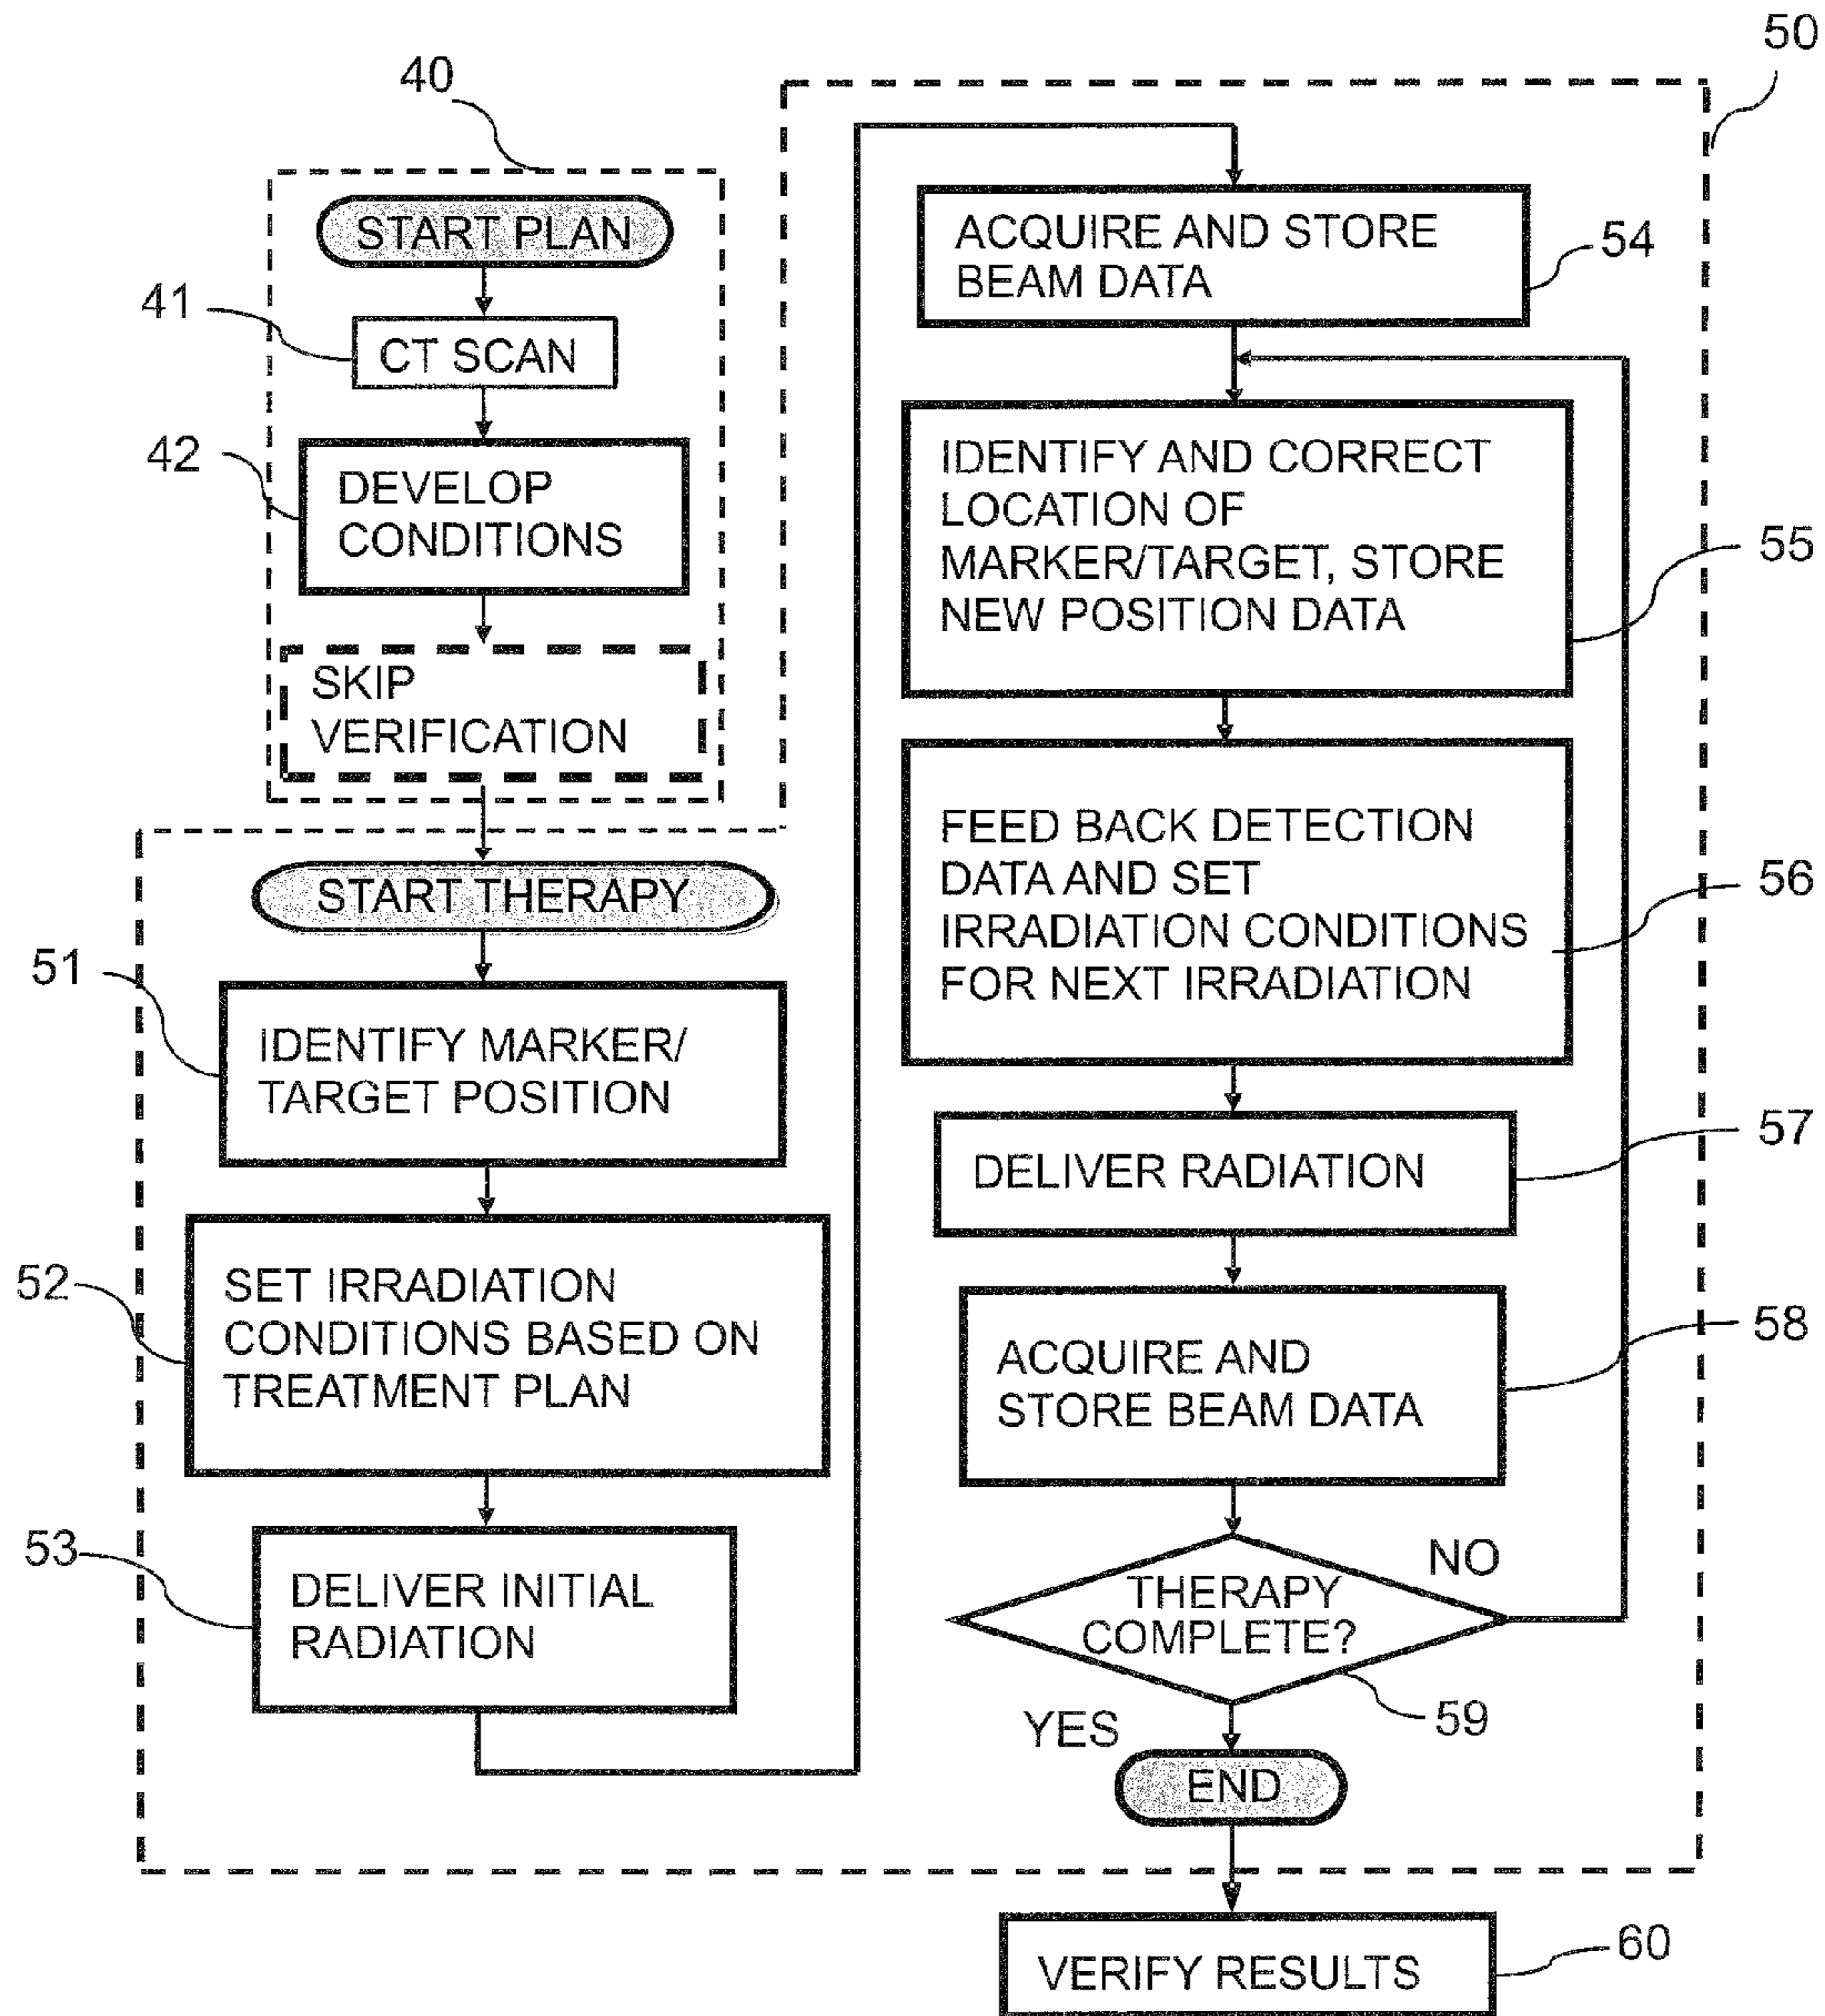 40
START PLAN
41
CT SCAN
42
DEVELOP
CONDITIONS
SKIP
VERIFICATION
50
START THERAPY
51
IDENTIFY MARKER/
TARGET POSITION
52
SET IRRADIATION
CONDITIONS BASED ON
TREATMENT PLAN
53
DELIVER INITIAL
RADIATION
ACQUIRE AND STORE
BEAM DATA
54
IDENTIFY AND CORRECT
LOCATION OF
MARKER/TARGET, STORE
NEW POSITION DATA
55
FEED BACK DETECTION
DATA AND SET
IRRADIATION CONDITIONS
FOR NEXT IRRADIATION
56
DELIVER RADIATION
57
ACQUIRE AND
STORE BEAM DATA
58
THERAPY
COMPLETE?
NO
59
YES
END
VERIFY RESULTS
60